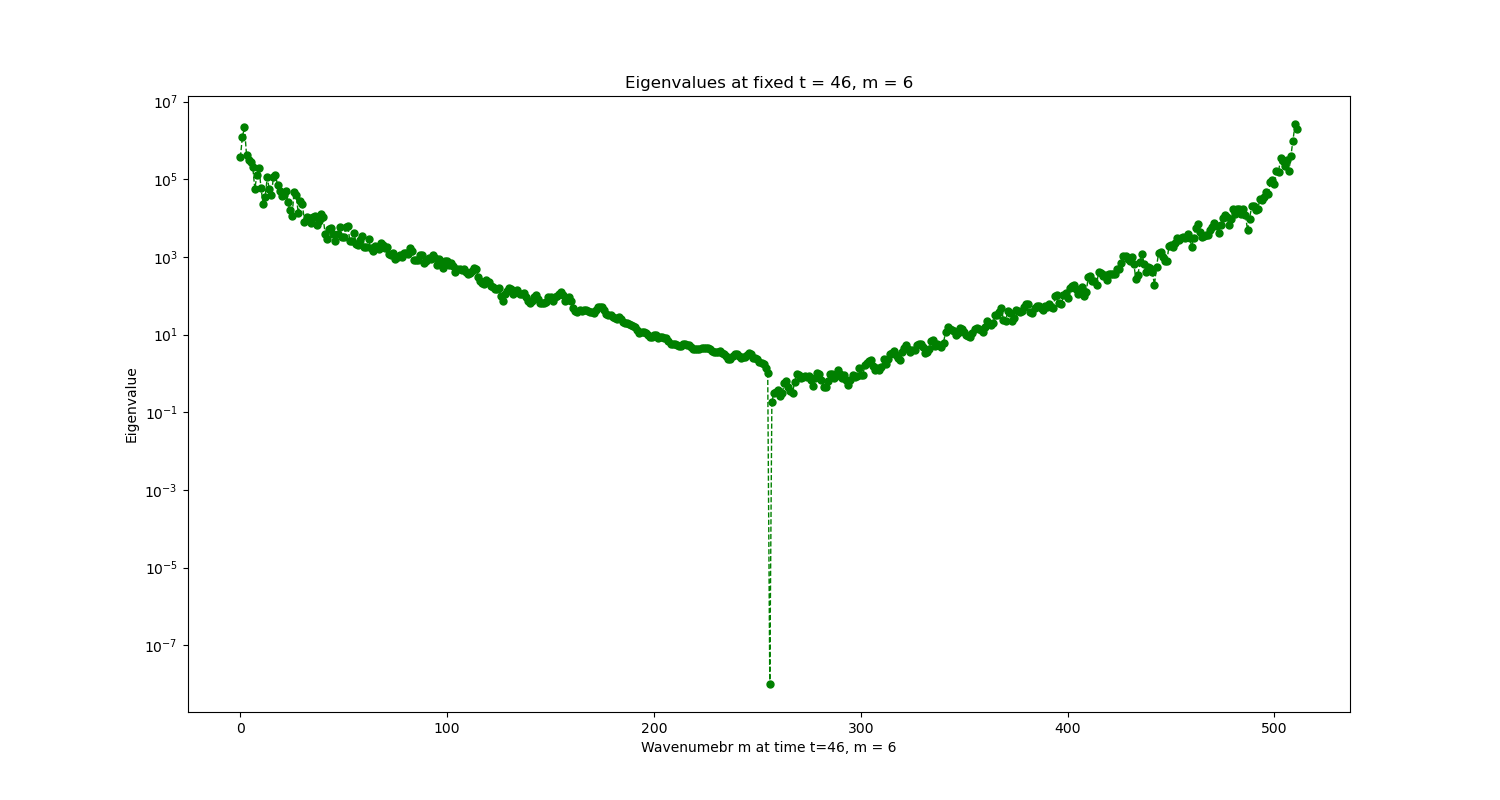 Eigenvalues at fixed t = 46, m = 6
10^7
10^5
10^3
10^1
10^-1
10^-3
10^-5
10^-7
Eigenvalue
0 100 200 300 400 500
Wavenumebr m at time t=46, m = 6